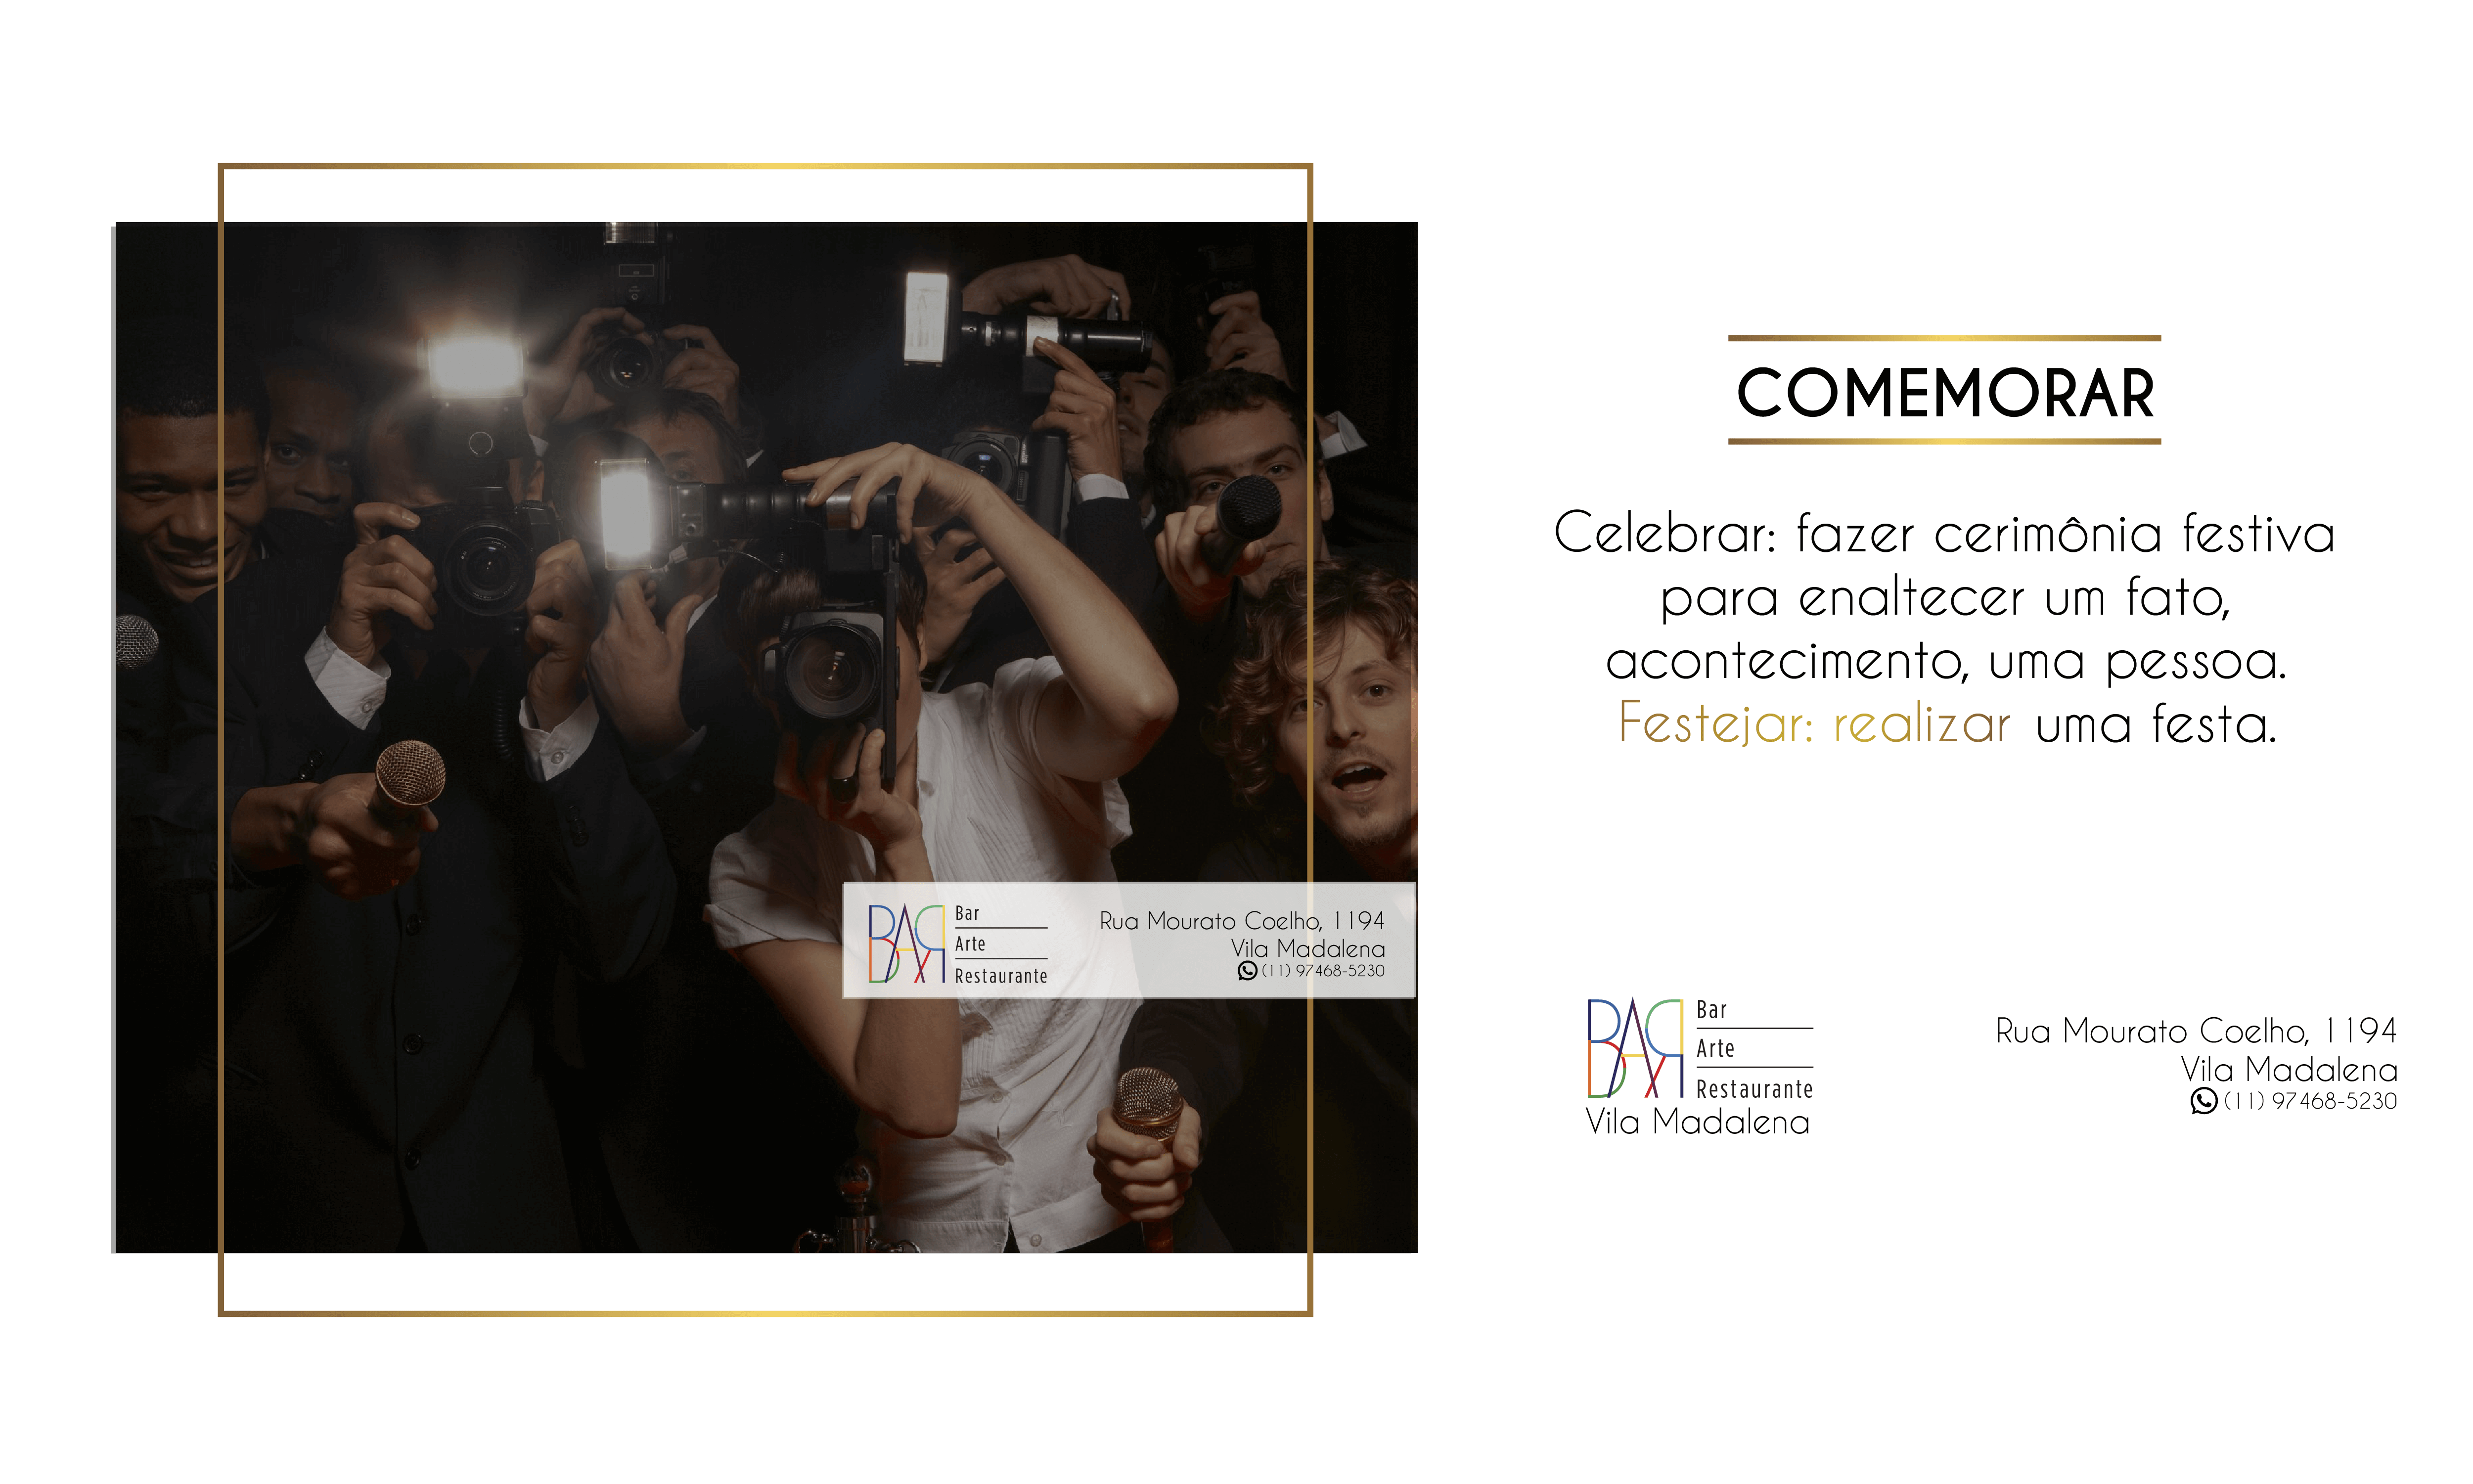 COMEMORAR
Celebrar: fazer cerimônia festiva
para enaltecer um fato,
acontecimento, uma pessoa.
Festejar: realizar uma festa.
BAR
Bar
Arte
Restaurante
Rua Mourato Coelho, 1194
Vila Madalena
(11) 97468-5230
BAR
Bar
Arte
Restaurante
Vila Madalena
Rua Mourato Coelho, 1194
Vila Madalena
(11) 97468-5230